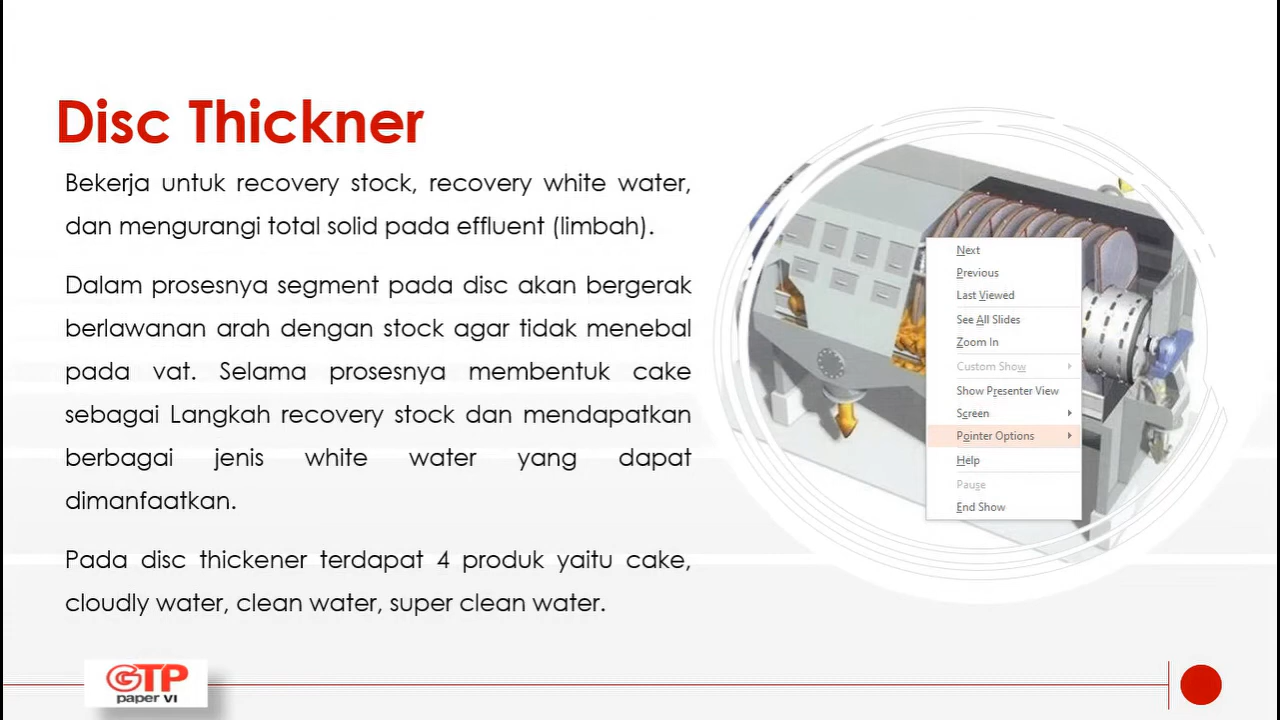 Disc Thickner
Bekerja untuk recovery stock, recovery white water,
dan mengurangi total solid pada effluent (limbah).
Dalam prosesnya segment pada disc akan bergerak
berlawanan arah dengan stock agar tidak menebal
pada vat. Selama prosesnya membentuk cake
sebagai Langkah recovery stock dan mendapatkan
berbagai jenis white water yang dapat
dimanfaatkan.
Pada disc thickener terdapat 4 produk yaitu cake,
cloudly water, clean water, super clean water.
Next
Previous
Last Viewed
See All Slides
Zoom In
Custom Show
Show Presenter View
Screen
Pointer Options
Help
Pause
End Show
GTP
paper VI